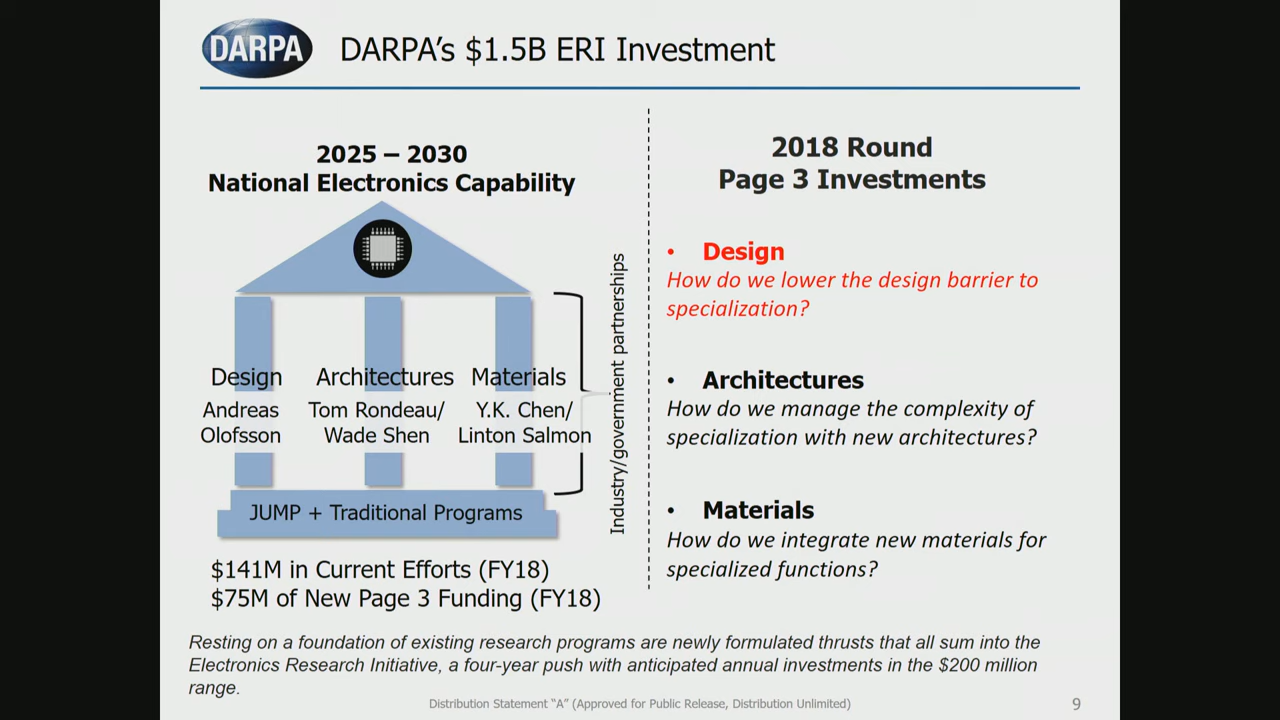 DARPA
DARPA's $1.5B ERI Investment
2025 – 2030
National Electronics Capability
Design
Architectures
Materials
Andreas
Olofsson
Tom Rondeau/
Wade Shen
Y.K. Chen/
Linton Salmon
JUMP + Traditional Programs
Industry/government partnerships
$141M in Current Efforts (FY18)
$75M of New Page 3 Funding (FY18)
2018 Round
Page 3 Investments
• Design
How do we lower the design barrier to
specialization?
• Architectures
How do we manage the complexity of
specialization with new architectures?
• Materials
How do we integrate new materials for
specialized functions?
Resting on a foundation of existing research programs are newly formulated thrusts that all sum into the
Electronics Research Initiative, a four-year push with anticipated annual investments in the $200 million
range.
Distribution Statement "A" (Approved for Public Release, Distribution Unlimited)
9